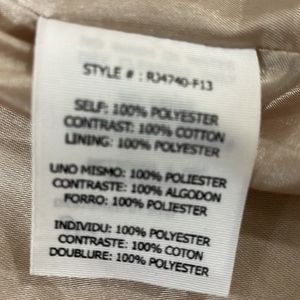 STYLE # : RJ4740-F13
SELF: 100% POLYESTER
CONTRAST: 100% COTTON
LINING: 100% POLYESTER
UNO MISMO: 100% POLIESTER
CONTRASTE: 100% ALGODON
FORRO: 100% POLIESTER
INDIVIDU: 100% POLYESTER
CONTRASTE: 100% COTON
DOUBLURE: 100% POLYESTER